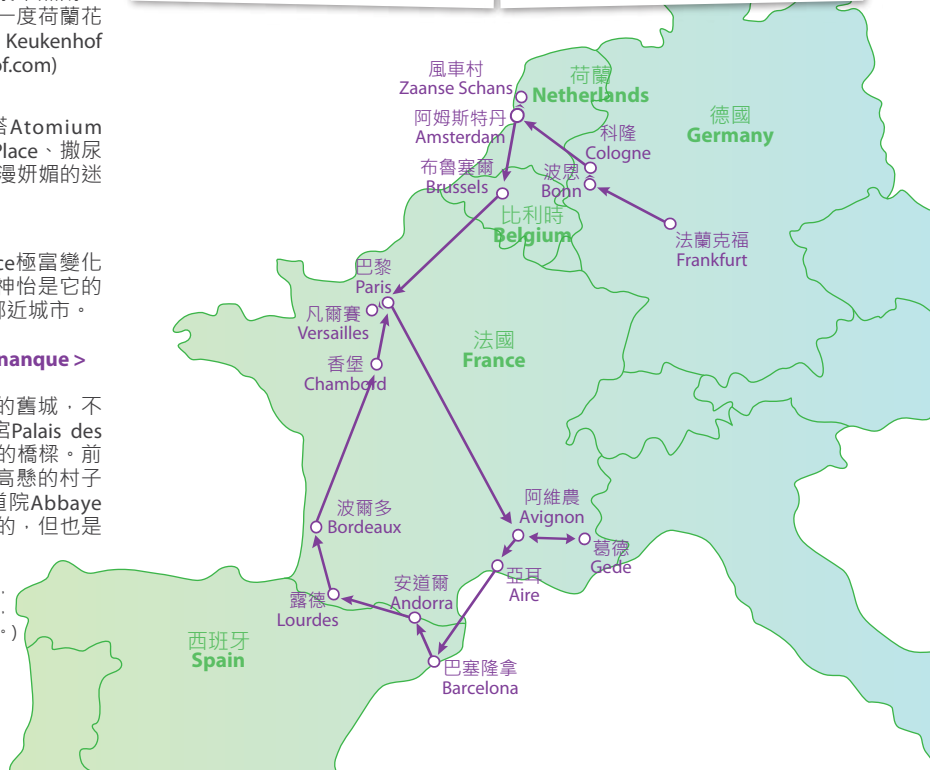 一度荷蘭花
Keukenhof
f.com)
塔Atomium
Place、撒尿
漫妍媚的迷
ce極富變化
神怡是它的
鄰近城市。
manque >
的舊城，不
宮Palais des
的橋樑。前
高懸的村子
道院Abbaye
的，但也是
。)
風車村
Zaanse Schans
荷蘭
Netherlands
阿姆斯特丹
Amsterdam
德國
Germany
科隆
Cologne
布魯塞爾
Brussels
波恩
Bonn
比利時
Belgium
法蘭克福
Frankfurt
巴黎
Paris
凡爾賽
Versailles
法國
France
香堡
Chambord
阿維農
Avignon
波爾多
Bordeaux
葛德
Gede
亞耳
Aire
安道爾
Andorra
露德
Lourdes
西班牙
Spain
巴塞隆拿
Barcelona